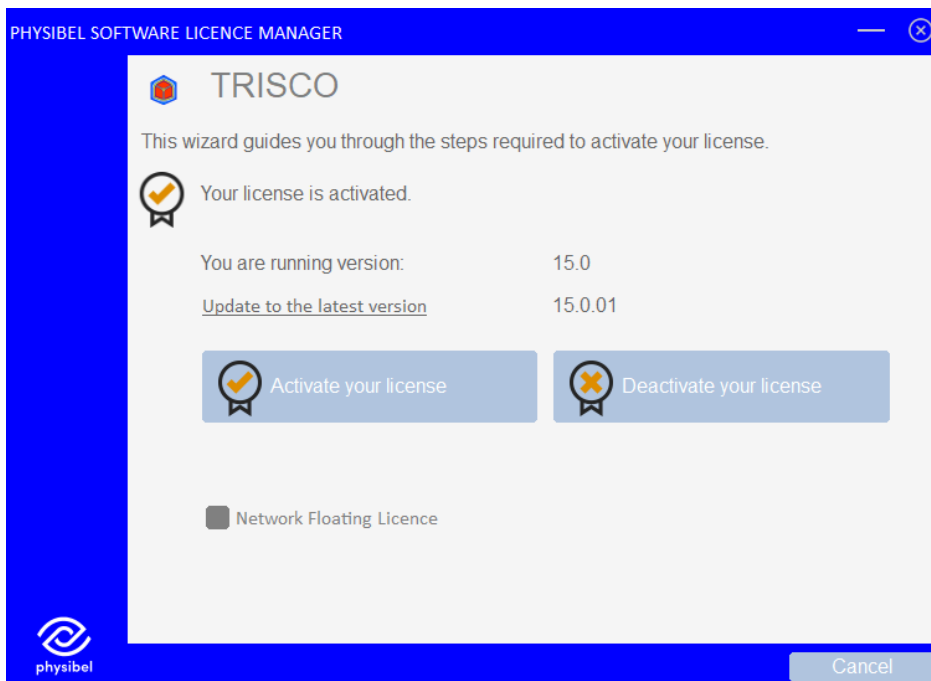 PHYSIBEL SOFTWARE LICENCE MANAGER
TRISCO
This wizard guides you through the steps required to activate your license.
Your license is activated.
You are running version: 15.0
Update to the latest version 15.0.01
Activate your license Deactivate your license
Network Floating Licence
physibel
Cancel